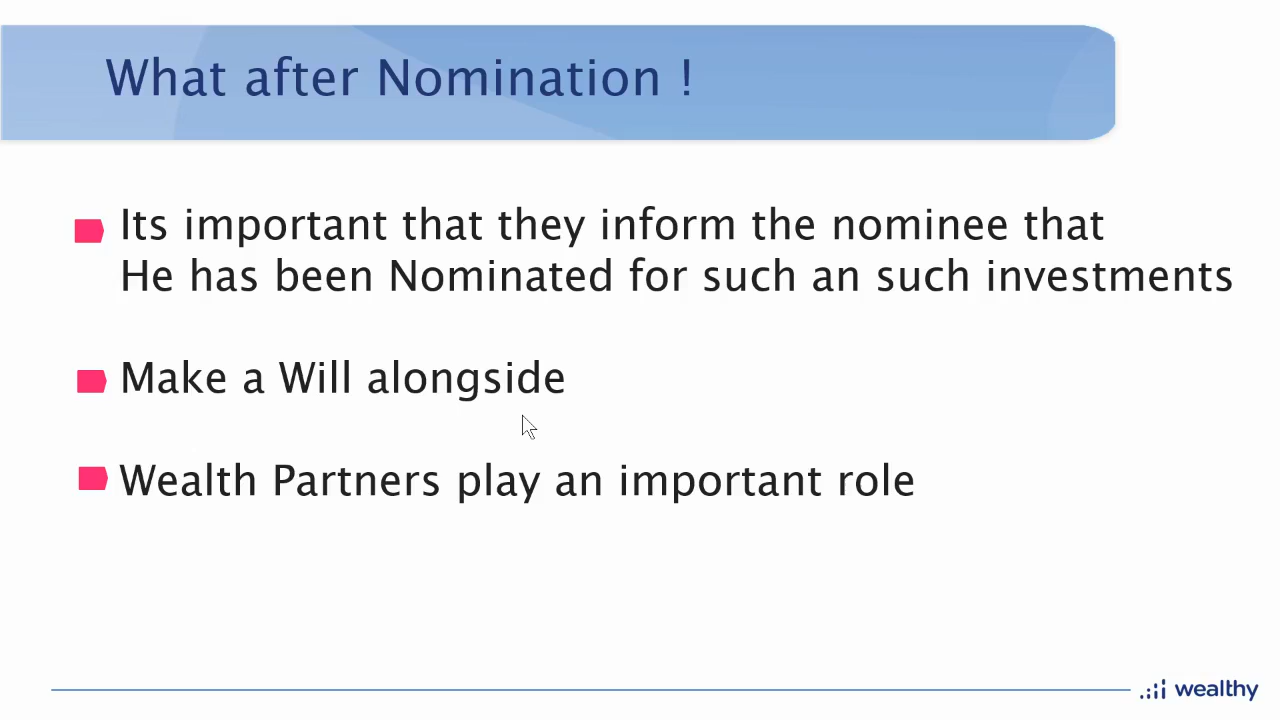 What after Nomination !
Its important that they inform the nominee that
He has been Nominated for such an such investments
Make a Will alongside
Wealth Partners play an important role
wealthy